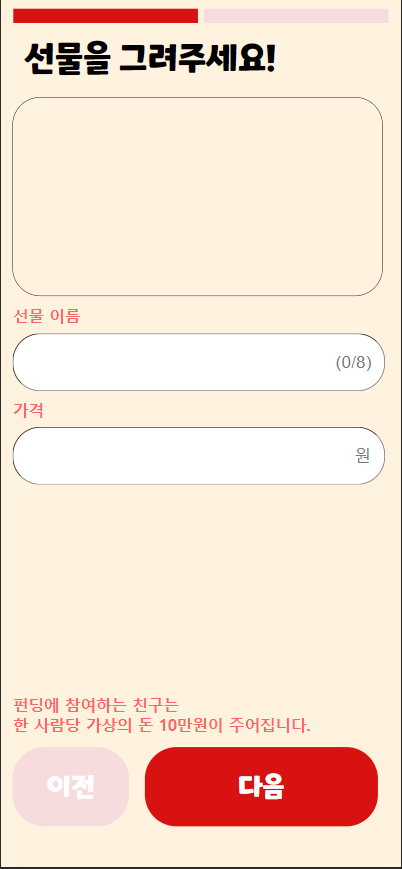 선물을 그려주세요!
선물 이름
(0/8)
가격
원
펀딩에 참여하는 친구는
한 사람당 가상의 돈 10만원이 주어집니다.
이전
다음